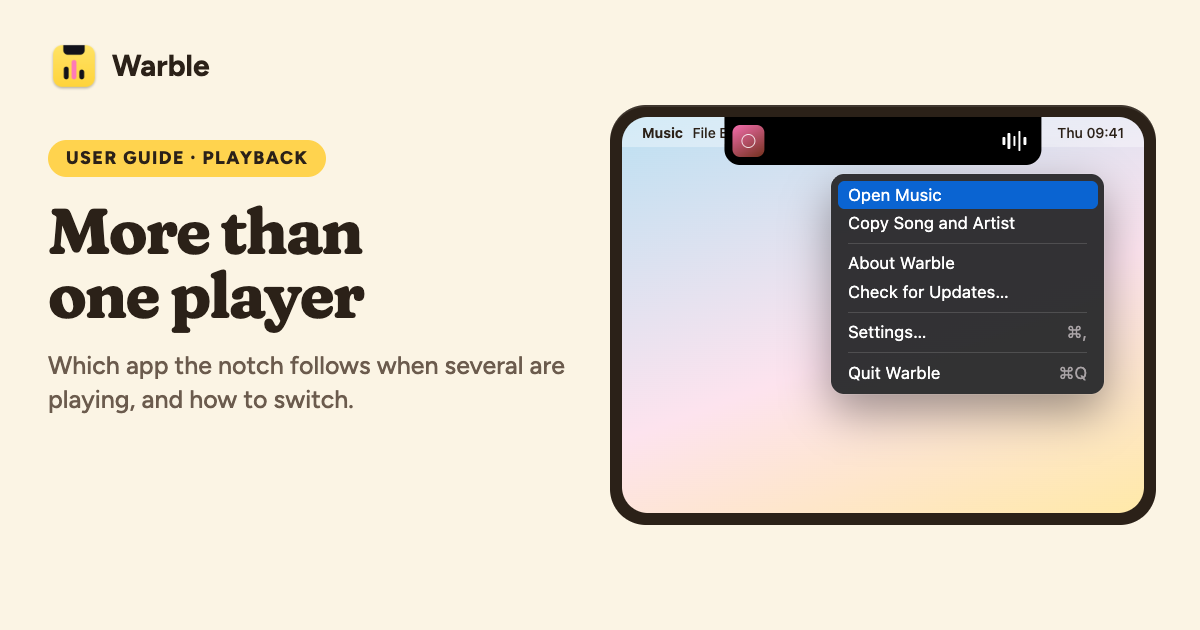 Warble
USER GUIDE · PLAYBACK
More than
one player
Which app the notch follows when several are
playing, and how to switch.
Music File Thu 09:41
Open Music
Copy Song and Artist
About Warble
Check for Updates...
Settings... ⌘,
Quit Warble ⌘Q